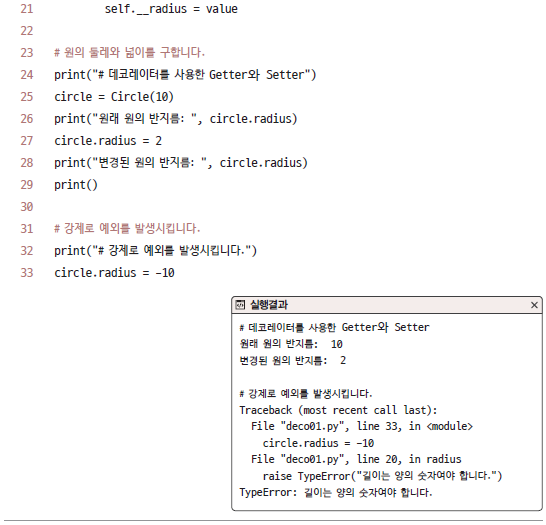 21          self.__radius = value
22
23  # 원의 둘레와 넓이를 구합니다.
24  print("# 데코레이터를 사용한 Getter와 Setter")
25  circle = Circle(10)
26  print("원래 원의 반지름: ", circle.radius)
27  circle.radius = 2
28  print("변경된 원의 반지름: ", circle.radius)
29  print()
30
31  # 강제로 예외를 발생시킵니다.
32  print("# 강제로 예외를 발생시킵니다.")
33  circle.radius = -10
실행결과
# 데코레이터를 사용한 Getter와 Setter
원래 원의 반지름:  10
변경된 원의 반지름:  2

# 강제로 예외를 발생시킵니다.
Traceback (most recent call last):
  File "deco01.py", line 33, in <module>
    circle.radius = -10
  File "deco01.py", line 20, in radius
    raise TypeError("길이는 양의 숫자여야 합니다.")
TypeError: 길이는 양의 숫자여야 합니다.